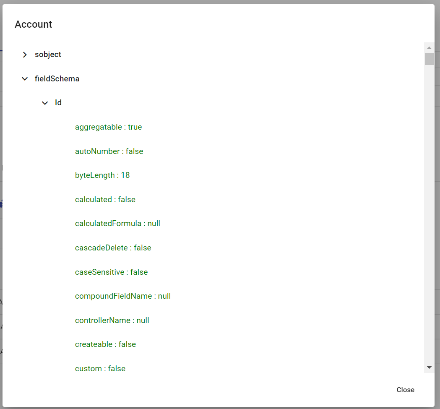 Account
sobject
fieldSchema
Id
aggregatable : true
autoNumber : false
byteLength : 18
calculated : false
calculatedFormula : null
cascadeDelete : false
caseSensitive : false
compoundFieldName : null
controllerName : null
createable : false
custom : false
Close